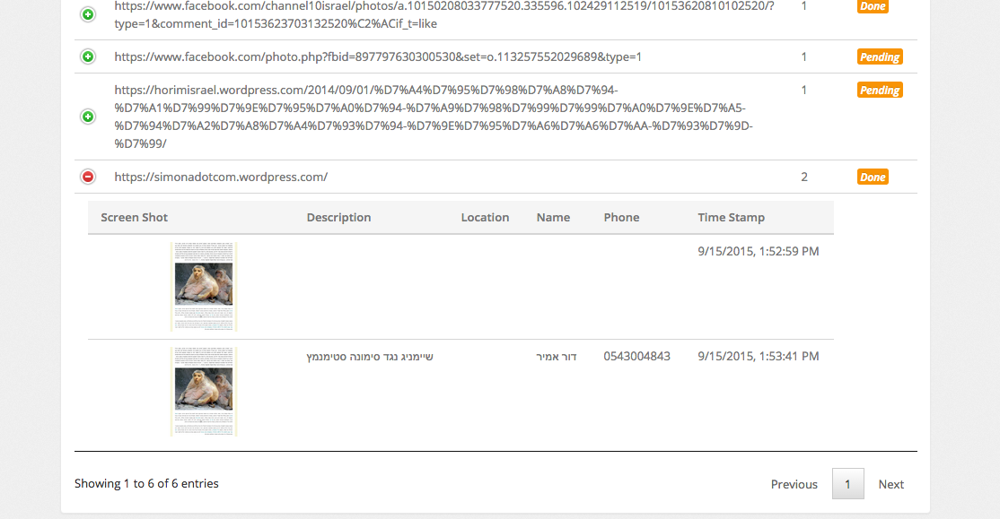 https://www.facebook.com/channel10israel/photos/a.10150208033777520.335596.102429112519/10153620810102520/?
type=1&comment_id=10153623703132520%C2%ACif_t=like
1
Done
https://www.facebook.com/photo.php?fbid=897797630300530&set=o.113257552029689&type=1
1
Pending
https://horimisrael.wordpress.com/2014/09/01/%D7%A4%D7%95%D7%98%D7%A8%D7%94-
%D7%A1%D7%99%D7%9E%D7%95%D7%A0%D7%94-%D7%A9%D7%98%D7%99%D7%99%D7%A0%D7%9E%D7%A5-
%D7%94%D7%A2%D7%A8%D7%A4%D7%93%D7%94-%D7%9E%D7%95%D7%A6%D7%A6%D7%AA-%D7%93%D7%9D-
%D7%99/
1
Pending
https://simonadotcom.wordpress.com/
2
Done
Screen Shot Description Location Name Phone Time Stamp
9/15/2015, 1:52:59 PM
שיימניג נגד סימונה סטימנמץ
דור אמיר
0543004843
9/15/2015, 1:53:41 PM
Showing 1 to 6 of 6 entries
Previous 1 Next